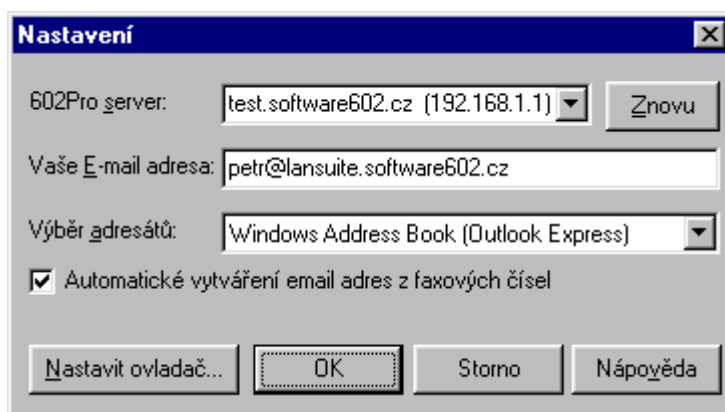 Nastavení
602Pro server: test.software602.cz (192.168.1.1) Znovu
Vaše E-mail adresa: petr@lansuite.software602.cz
Výběr adresátů: Windows Address Book (Outlook Express)
Automatické vytváření email adres z faxových čísel
Nastavit ovladač... OK Storno Nápověda